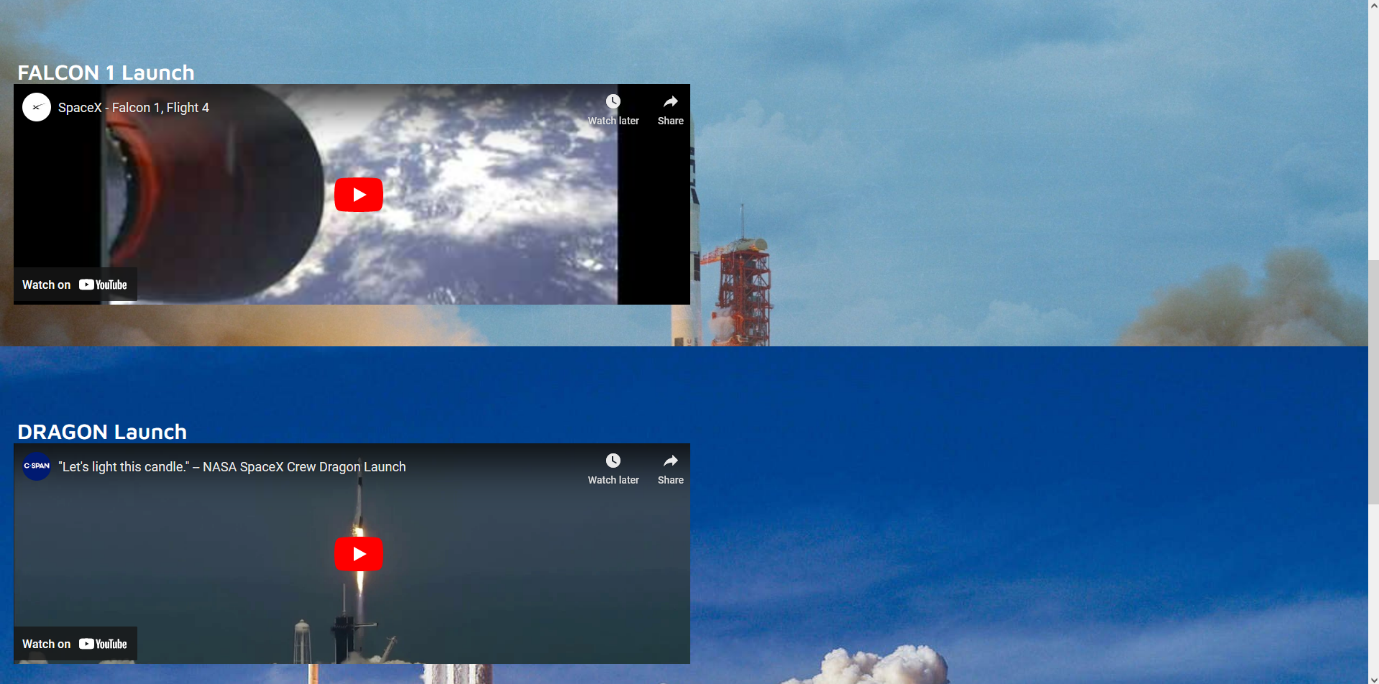 FALCON 1 Launch
SpaceX - Falcon 1, Flight 4
Watch later
Share
Watch on YouTube
DRAGON Launch
C-SPAN
"Let's light this candle." – NASA SpaceX Crew Dragon Launch
Watch later
Share
Watch on YouTube